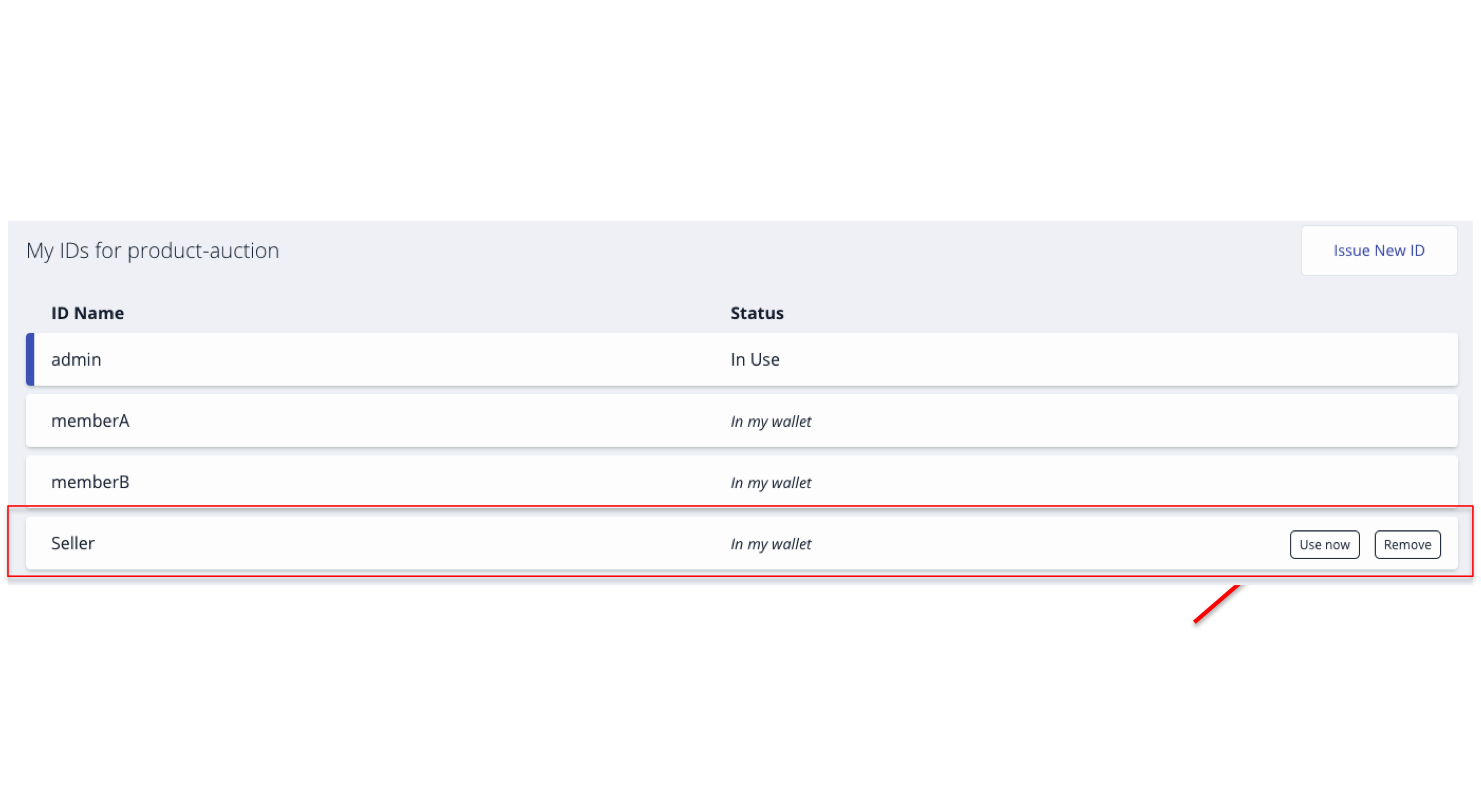 My IDs for product-auction
Issue New ID
ID Name Status
admin In Use
memberA In my wallet
memberB In my wallet
Seller In my wallet Use now Remove